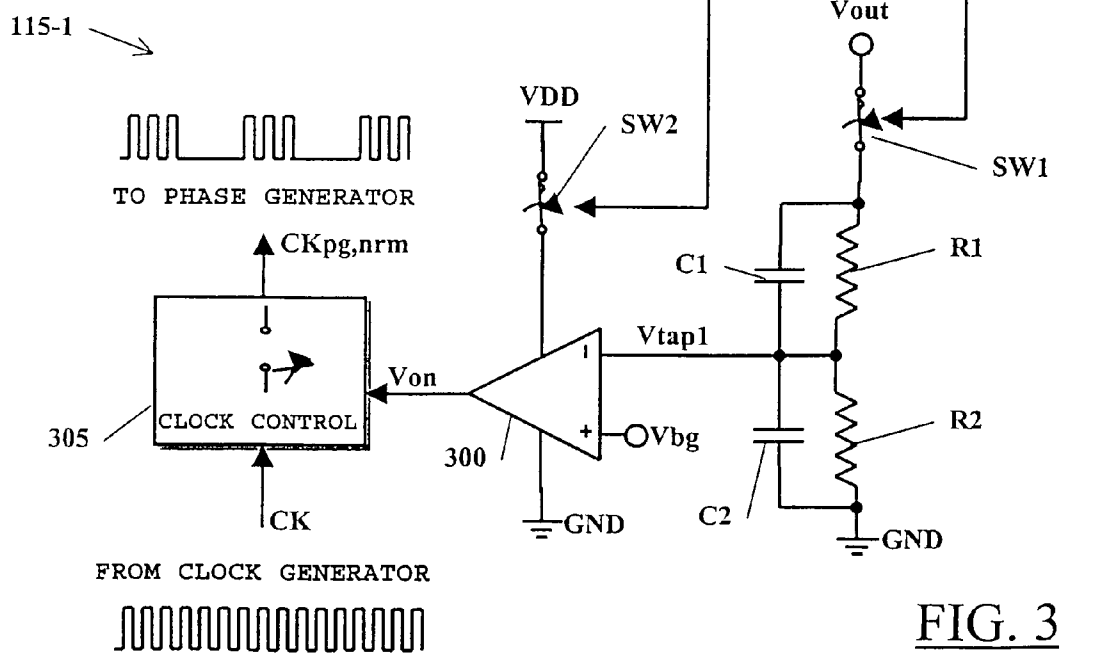 115-1
Vout
VDD
SW2
SW1
TO PHASE GENERATOR
CKpg,nrm
C1
R1
Vtap1
Von
CLOCK CONTROL
305
300
+
Vbg
R2
C2
CK
GND
GND
FROM CLOCK GENERATOR
FIG. 3